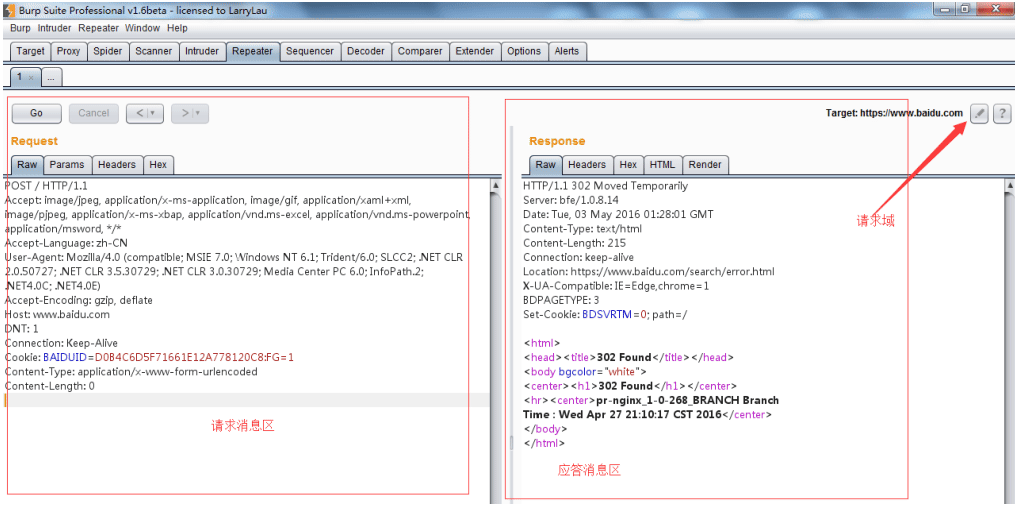 Burp Suite Professional v1.6beta - licensed to LarryLau
Burp Intruder Repeater Window Help
Target Proxy Spider Scanner Intruder Repeater Sequencer Decoder Comparer Extender Options Alerts
1 × ...
Go Cancel < | ▼ > | ▼
Target: https://www.baidu.com ?
Request
Raw Params Headers Hex
POST / HTTP/1.1
Accept: image/jpeg, application/x-ms-application, image/gif, application/xaml+xml,
image/pjpeg, application/x-ms-xbap, application/vnd.ms-excel, application/vnd.ms-powerpoint,
application/msword, */*
Accept-Language: zh-CN
User-Agent: Mozilla/4.0 (compatible; MSIE 7.0; Windows NT 6.1; Trident/6.0; SLCC2; .NET CLR
2.0.50727; .NET CLR 3.5.30729; .NET CLR 3.0.30729; Media Center PC 6.0; InfoPath.2;
.NET4.0C; .NET4.0E)
Accept-Encoding: gzip, deflate
Host: www.baidu.com
DNT: 1
Connection: Keep-Alive
Cookie: BAIDUID=D0B4C6D5F71661E12A778120C8:FG=1
Content-Type: application/x-www-form-urlencoded
Content-Length: 0
请求消息区
Response
Raw Headers Hex HTML Render
HTTP/1.1 302 Moved Temporarily
Server: bfe/1.0.8.14
Date: Tue, 03 May 2016 01:28:01 GMT
Content-Type: text/html
Content-Length: 215
Connection: keep-alive
Location: https://www.baidu.com/search/error.html
X-UA-Compatible: IE=Edge,chrome=1
BDPAGETYPE: 3
Set-Cookie: BDSVRTM=0; path=/
<html>
<head><title>302 Found</title></head>
<body bgcolor="white">
<center><h1>302 Found</h1></center>
<hr><center>pr-nginx_1-0-268_BRANCH Branch
Time : Wed Apr 27 21:10:17 CST 2016</center>
</body>
</html>
请求域
应答消息区